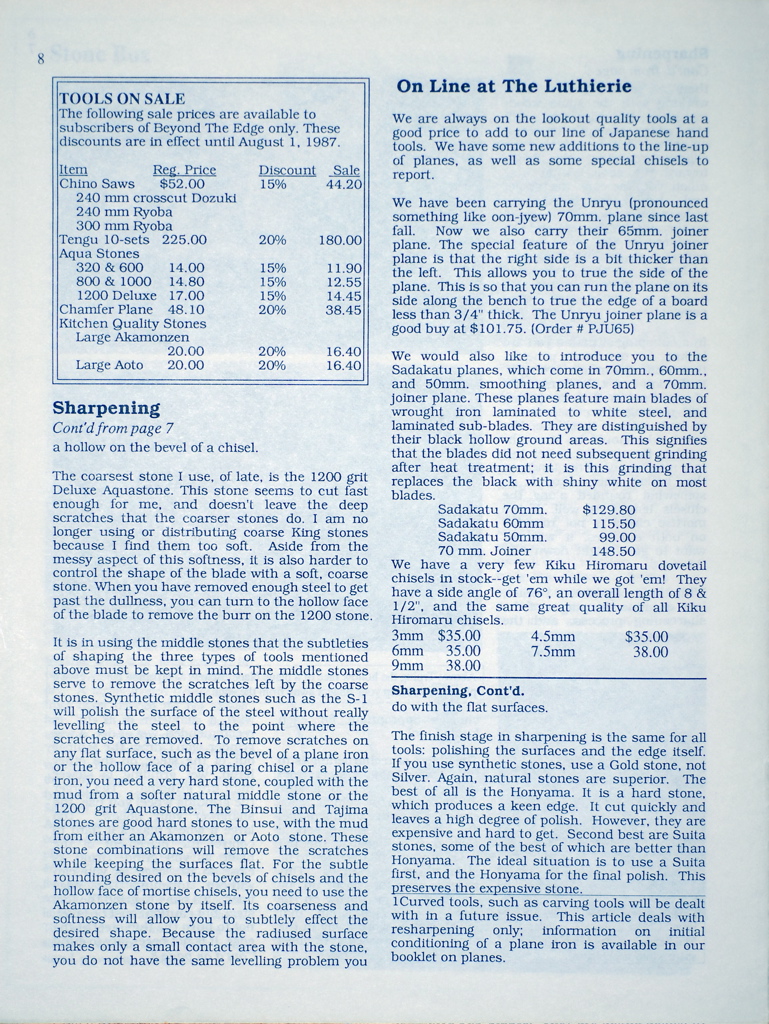 8
TOOLS ON SALE
The following sale prices are available to
subscribers of Beyond The Edge only. These
discounts are in effect until August 1, 1987.
Item Reg. Price Discount Sale
Chino Saws $52.00 15% 44.20
240 mm crosscut Dozuki
240 mm Ryoba
300 mm Ryoba
Tengu 10-sets 225.00 20% 180.00
Aqua Stones
320 & 600 14.00 15% 11.90
800 & 1000 14.80 15% 12.55
1200 Deluxe 17.00 15% 14.45
Chamfer Plane 48.10 20% 38.45
Kitchen Quality Stones
Large Akamonzen
20.00 20% 16.40
Large Aoto 20.00 20% 16.40
Sharpening
Cont'd from page 7
a hollow on the bevel of a chisel.
The coarsest stone I use, of late, is the 1200 grit
Deluxe Aquastone. This stone seems to cut fast
enough for me, and doesn't leave the deep
scratches that the coarser stones do. I am no
longer using or distributing coarse King stones
because I find them too soft. Aside from the
messy aspect of this softness, it is also harder to
control the shape of the blade with a soft, coarse
stone. When you have removed enough steel to get
past the dullness, you can turn to the hollow face
of the blade to remove the burr on the 1200 stone.
It is in using the middle stones that the subtleties
of shaping the three types of tools mentioned
above must be kept in mind. The middle stones
serve to remove the scratches left by the coarse
stones. Synthetic middle stones such as the S-1
will polish the surface of the steel without really
levelling the steel to the point where the
scratches are removed. To remove scratches on
any flat surface, such as the bevel of a plane iron
or the hollow face of a paring chisel or a plane
iron, you need a very hard stone, coupled with the
mud from a softer natural middle stone or the
1200 grit Aquastone. The Binsui and Tajima
stones are good hard stones to use, with the mud
from either an Akamonzen or Aoto stone. These
stone combinations will remove the scratches
while keeping the surfaces flat. For the subtle
rounding desired on the bevels of chisels and the
hollow face of mortise chisels, you need to use the
Akamonzen stone by itself. Its coarseness and
softness will allow you to subtlely effect the
desired shape. Because the radiused surface
makes only a small contact area with the stone,
you do not have the same levelling problem you
On Line at The Luthierie
We are always on the lookout quality tools at a
good price to add to our line of Japanese hand
tools. We have some new additions to the line-up
of planes, as well as some special chisels to
report.
We have been carrying the Unryu (pronounced
something like oon-jyew) 70mm. plane since last
fall. Now we also carry their 65mm. joiner
plane. The special feature of the Unryu joiner
plane is that the right side is a bit thicker than
the left. This allows you to true the side of the
plane. This is so that you can run the plane on its
side along the bench to true the edge of a board
less than 3/4" thick. The Unryu joiner plane is a
good buy at $101.75. (Order # PJU65)
We would also like to introduce you to the
Sadakatu planes, which come in 70mm., 60mm.,
and 50mm. smoothing planes, and a 70mm.
joiner plane. These planes feature main blades of
wrought iron laminated to white steel, and
laminated sub-blades. They are distinguished by
their black hollow ground areas. This signifies
that the blades did not need subsequent grinding
after heat treatment; it is this grinding that
replaces the black with shiny white on most
blades.
Sadakatu 70mm. $129.80
Sadakatu 60mm 115.50
Sadakatu 50mm. 99.00
70 mm. Joiner 148.50
We have a very few Kiku Hiromaru dovetail
chisels in stock--get 'em while we got 'em! They
have a side angle of 76°, an overall length of 8 &
1/2", and the same great quality of all Kiku
Hiromaru chisels.
3mm $35.00 4.5mm $35.00
6mm 35.00 7.5mm 38.00
9mm 38.00
Sharpening, Cont'd.
do with the flat surfaces.
The finish stage in sharpening is the same for all
tools: polishing the surfaces and the edge itself.
If you use synthetic stones, use a Gold stone, not
Silver. Again, natural stones are superior. The
best of all is the Honyama. It is a hard stone,
which produces a keen edge. It cut quickly and
leaves a high degree of polish. However, they are
expensive and hard to get. Second best are Suita
stones, some of the best of which are better than
Honyama. The ideal situation is to use a Suita
first, and the Honyama for the final polish. This
preserves the expensive stone.
1Curved tools, such as carving tools will be dealt
with in a future issue. This article deals with
resharpening only; information on initial
conditioning of a plane iron is available in our
booklet on planes.